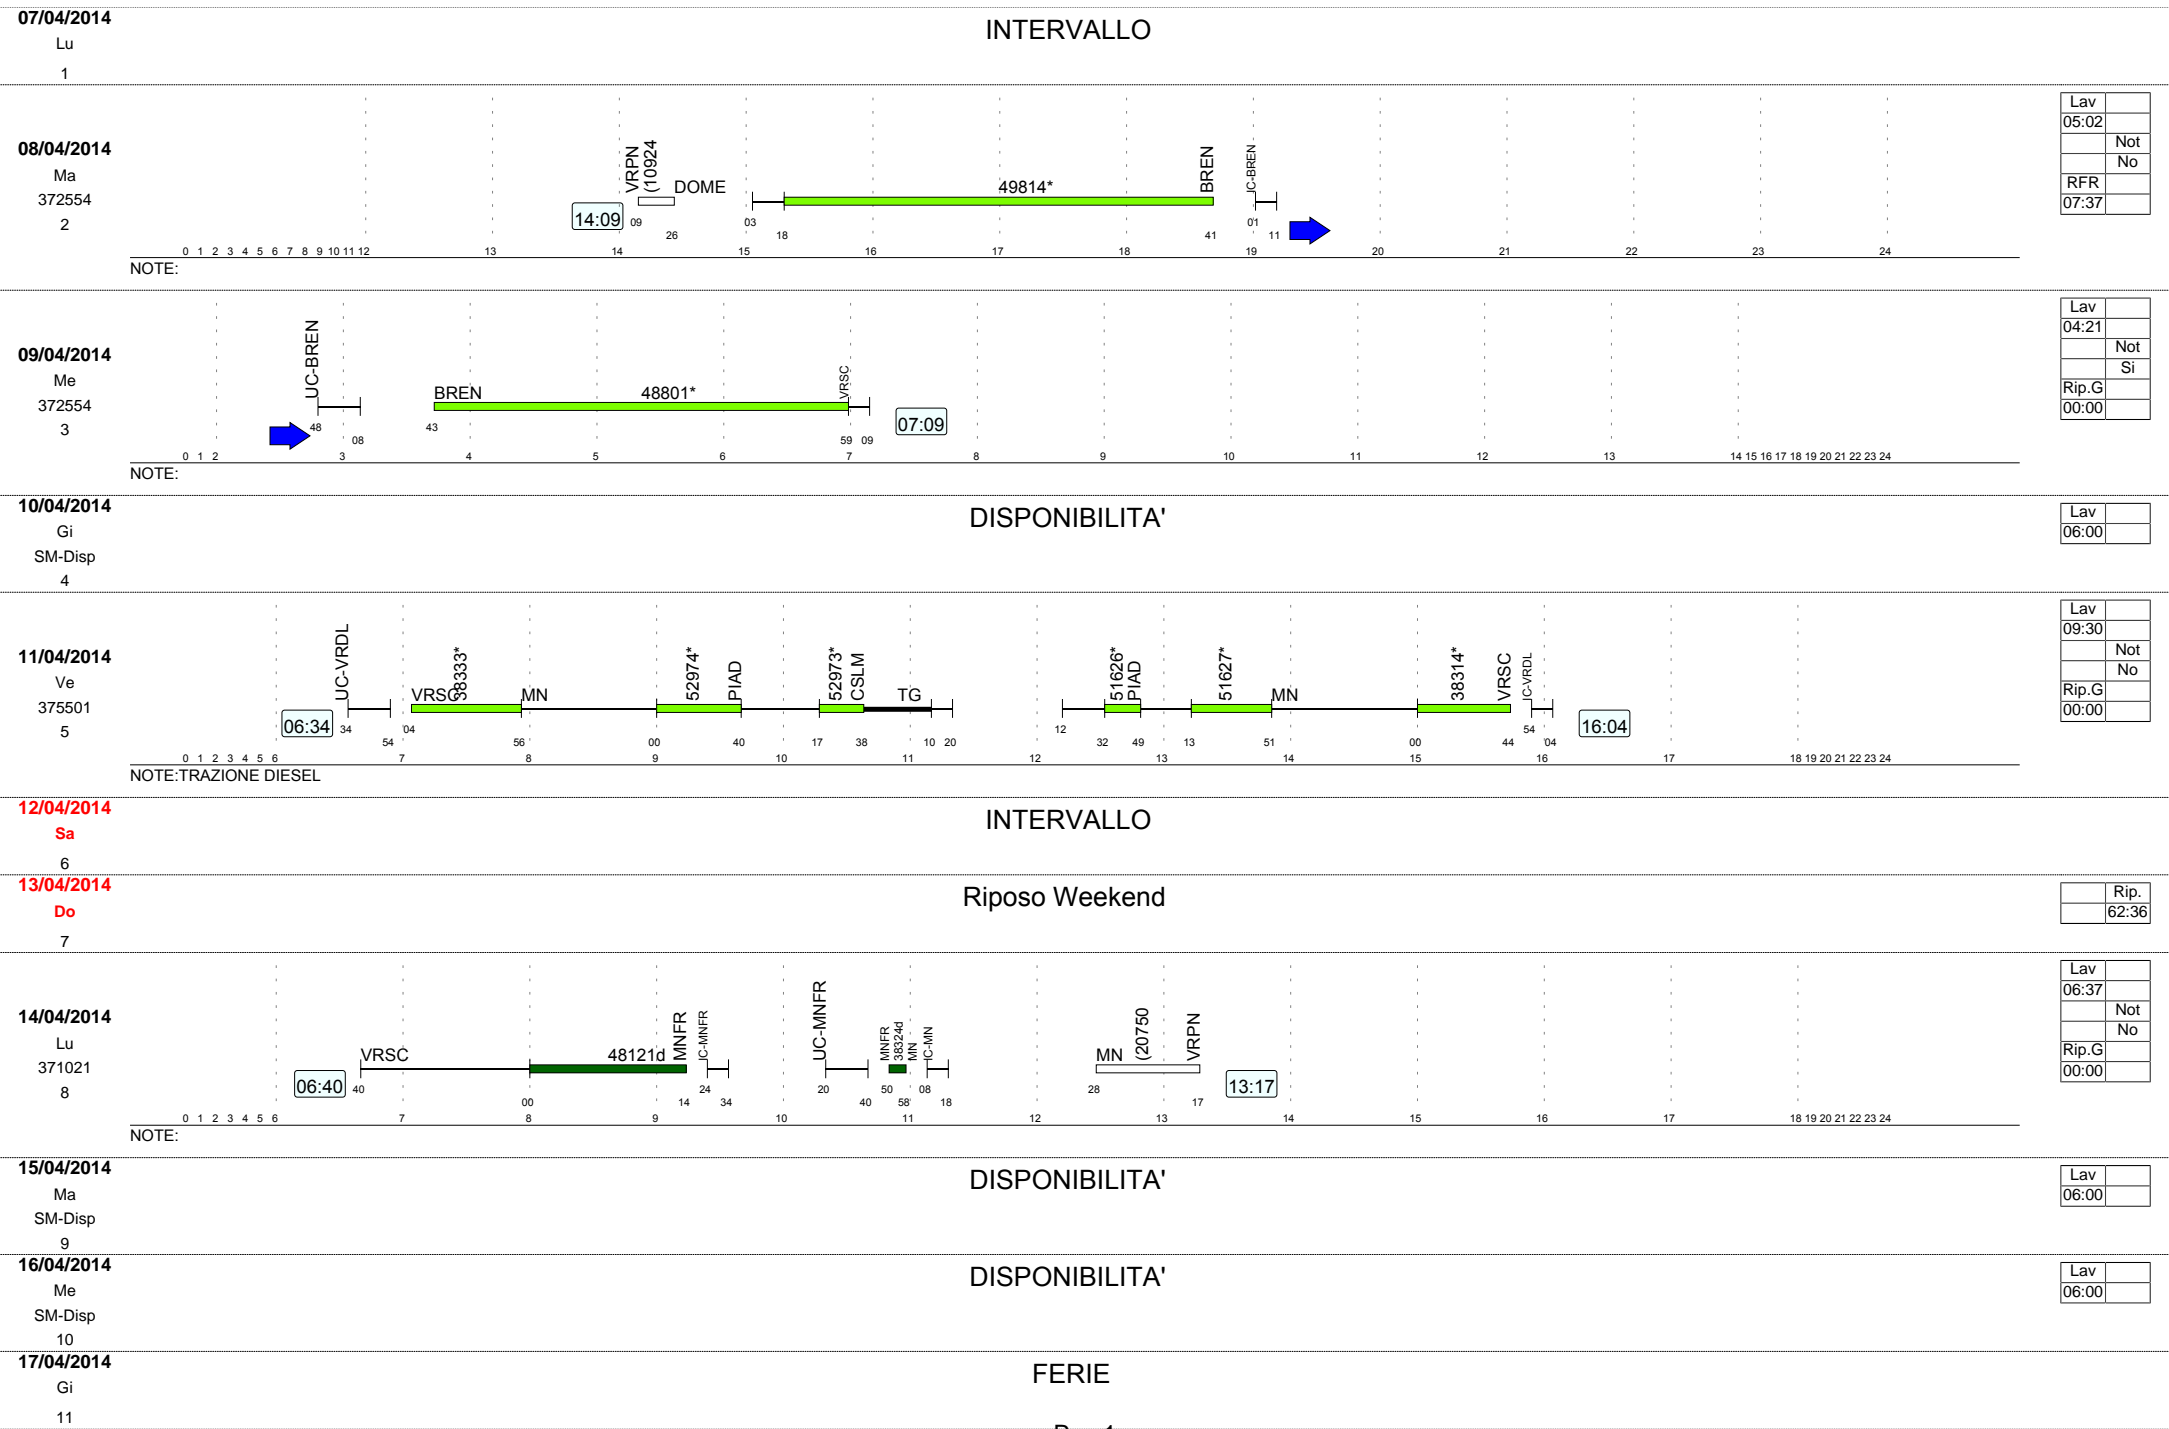 07/04/2014
Lu
1
INTERVALLO
08/04/2014
Ma
372554
2
VRPN
(10924
DOME
49814*
BREN
IC-BREN
14:09
09
26
03
18
41
01
11
0 1 2 3 4 5 6 7 8 9 10 11 12 13 14 15 16 17 18 19 20 21 22 23 24
NOTE:
Lav
05:02
Not
No
RFR
07:37
09/04/2014
Me
372554
3
UC-BREN
BREN
48801*
VRSC
48
08
43
59 09
07:09
0 1 2 3 4 5 6 7 8 9 10 11 12 13 14 15 16 17 18 19 20 21 22 23 24
NOTE:
Lav
04:21
Not
Si
Rip.G
00:00
10/04/2014
Gi
SM-Disp
4
DISPONIBILITA'
Lav
06:00
11/04/2014
Ve
375501
5
UC-VRDL
VRSC
38333*
MN
52974*
PIAD
52973*
CSLM
TG
51626*
PIAD
51627*
MN
38314*
VRSC
IC-VRDL
06:34
34
54 04
56
00
40
17
38
10 20
12
32
49
13
51
00
44
54
04
16:04
0 1 2 3 4 5 6 7 8 9 10 11 12 13 14 15 16 17 18 19 20 21 22 23 24
NOTE:TRAZIONE DIESEL
Lav
09:30
Not
No
Rip.G
00:00
12/04/2014
Sa
6
INTERVALLO
13/04/2014
Do
7
Riposo Weekend
Rip.
62:36
14/04/2014
Lu
371021
8
VRSC
48121d
MNFR
IC-MNFR
UC-MNFR
MNFR
38324d
MN
IC-MN
MN
(20750
VRPN
06:40
40
00
14
24
34
20
40
50
58
08
18
28
17
13:17
0 1 2 3 4 5 6 7 8 9 10 11 12 13 14 15 16 17 18 19 20 21 22 23 24
NOTE:
Lav
06:37
Not
No
Rip.G
00:00
15/04/2014
Ma
SM-Disp
9
DISPONIBILITA'
Lav
06:00
16/04/2014
Me
SM-Disp
10
DISPONIBILITA'
Lav
06:00
17/04/2014
Gi
11
FERIE